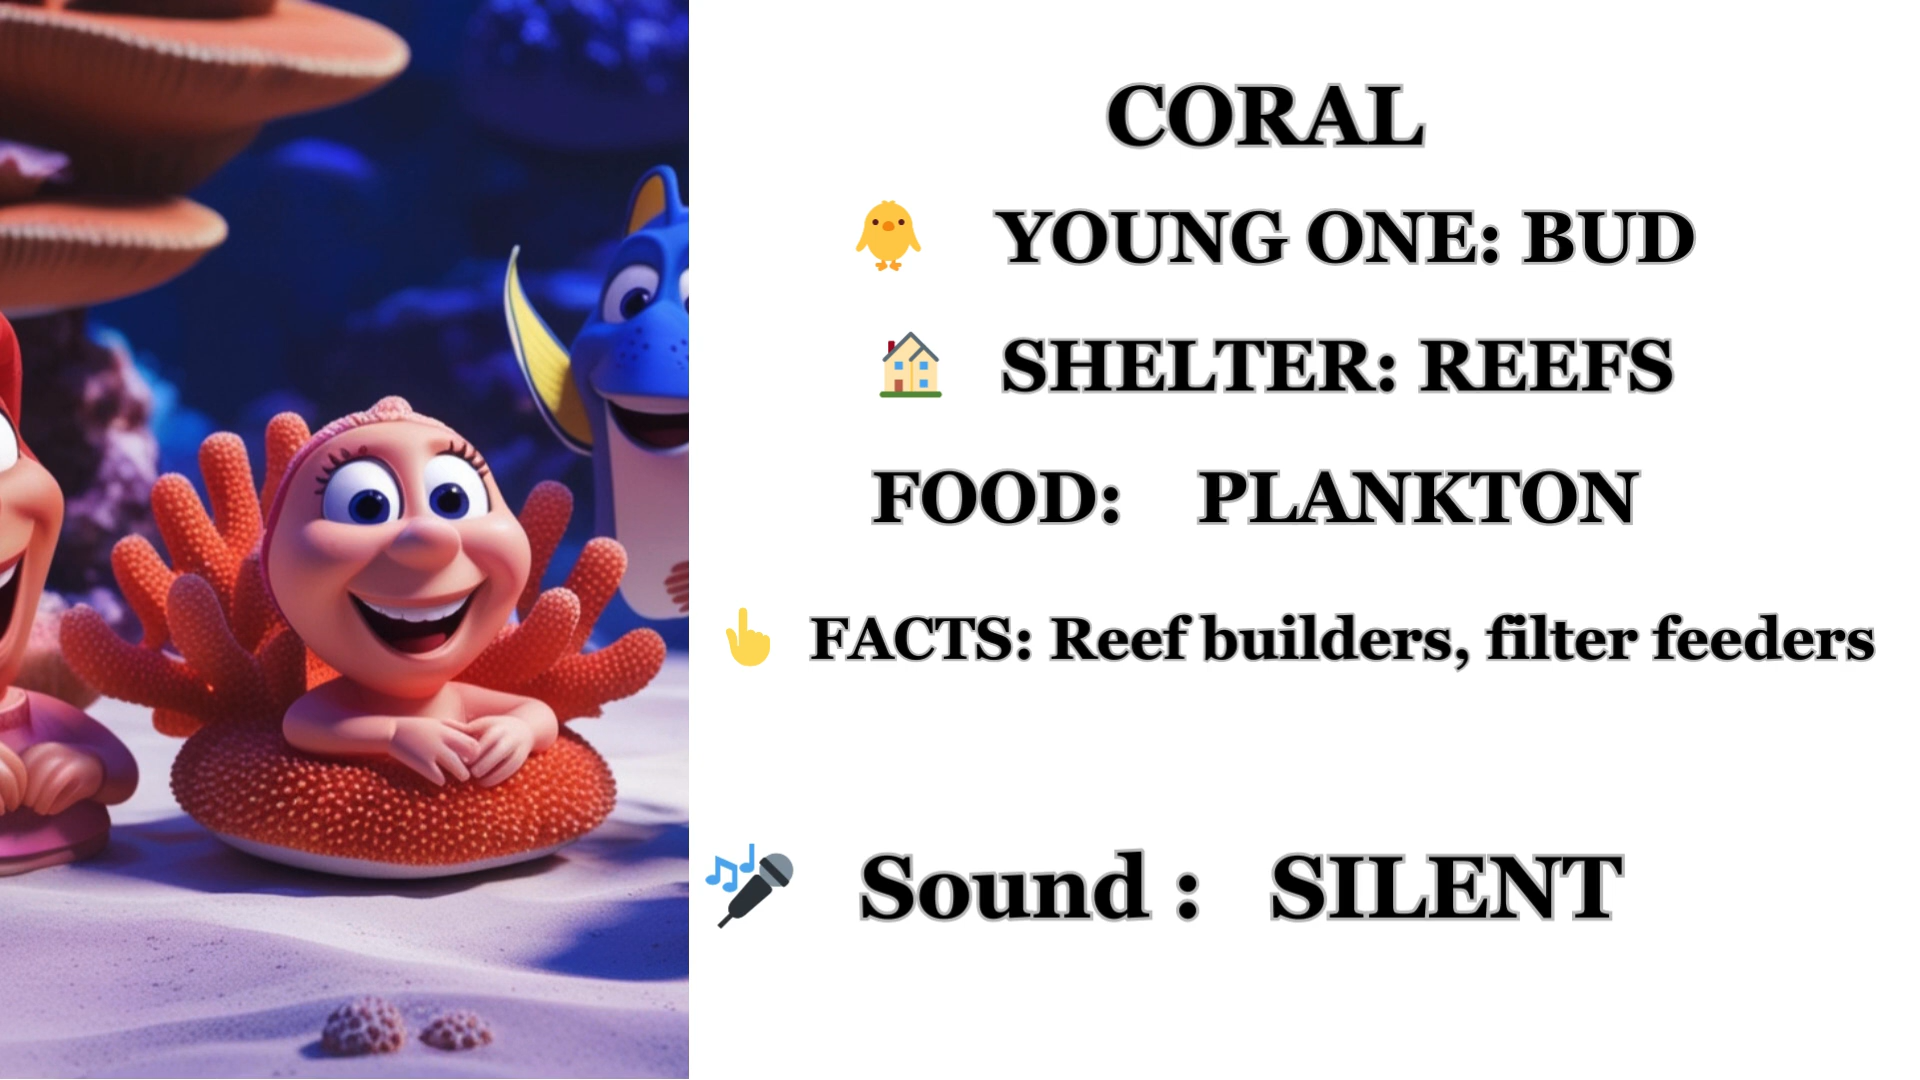 CORAL
YOUNG ONE: BUD
SHELTER: REEFS
FOOD: PLANKTON
FACTS: Reef builders, filter feeders
Sound : SILENT